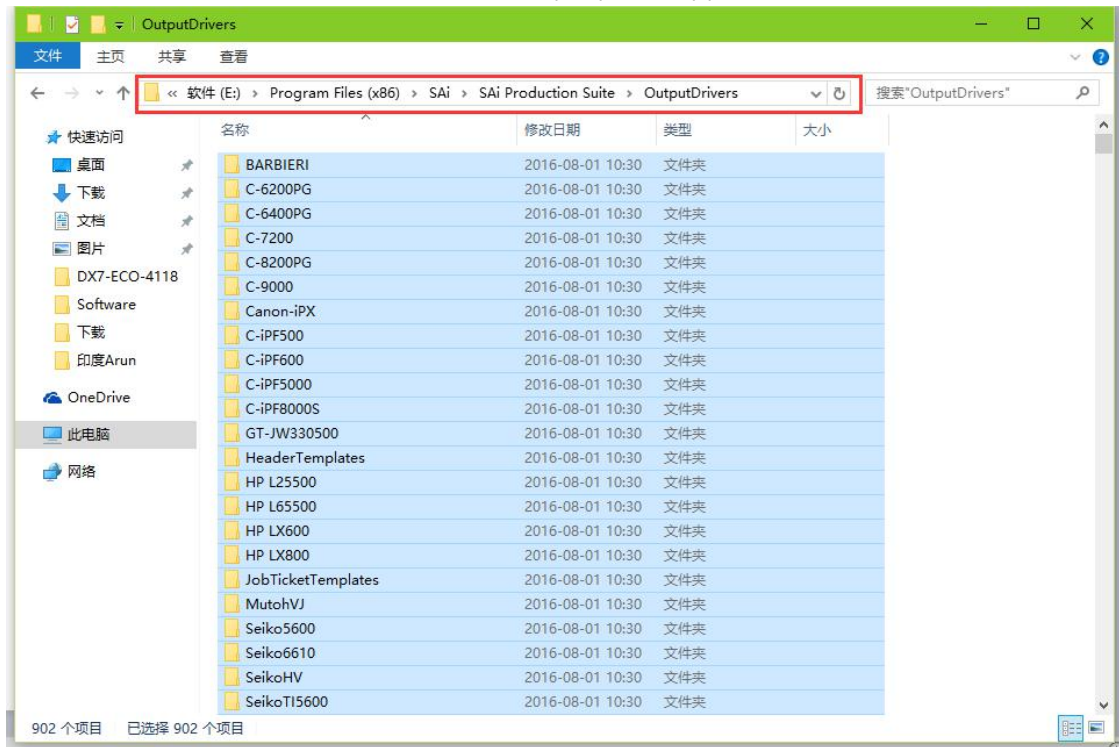 OutputDrivers
文件 主页 共享 查看
« 软件 (E:) › Program Files (x86) › SAi › SAi Production Suite › OutputDrivers 搜索"OutputDrivers"
名称 修改日期 类型 大小
快速访问
桌面
下载
文档
图片
DX7-ECO-4118
Software
下载
印度Arun
OneDrive
此电脑
网络
BARBIERI 2016-08-01 10:30 文件夹
C-6200PG 2016-08-01 10:30 文件夹
C-6400PG 2016-08-01 10:30 文件夹
C-7200 2016-08-01 10:30 文件夹
C-8200PG 2016-08-01 10:30 文件夹
C-9000 2016-08-01 10:30 文件夹
Canon-iPX 2016-08-01 10:30 文件夹
C-iPF500 2016-08-01 10:30 文件夹
C-iPF600 2016-08-01 10:30 文件夹
C-iPF5000 2016-08-01 10:30 文件夹
C-iPF8000S 2016-08-01 10:30 文件夹
GT-JW330500 2016-08-01 10:30 文件夹
HeaderTemplates 2016-08-01 10:30 文件夹
HP L25500 2016-08-01 10:30 文件夹
HP L65500 2016-08-01 10:30 文件夹
HP LX600 2016-08-01 10:30 文件夹
HP LX800 2016-08-01 10:30 文件夹
JobTicketTemplates 2016-08-01 10:30 文件夹
MutohVJ 2016-08-01 10:30 文件夹
Seiko5600 2016-08-01 10:30 文件夹
Seiko6610 2016-08-01 10:30 文件夹
SeikoHV 2016-08-01 10:30 文件夹
SeikoTI5600 2016-08-01 10:30 文件夹
902 个项目 已选择 902 个项目